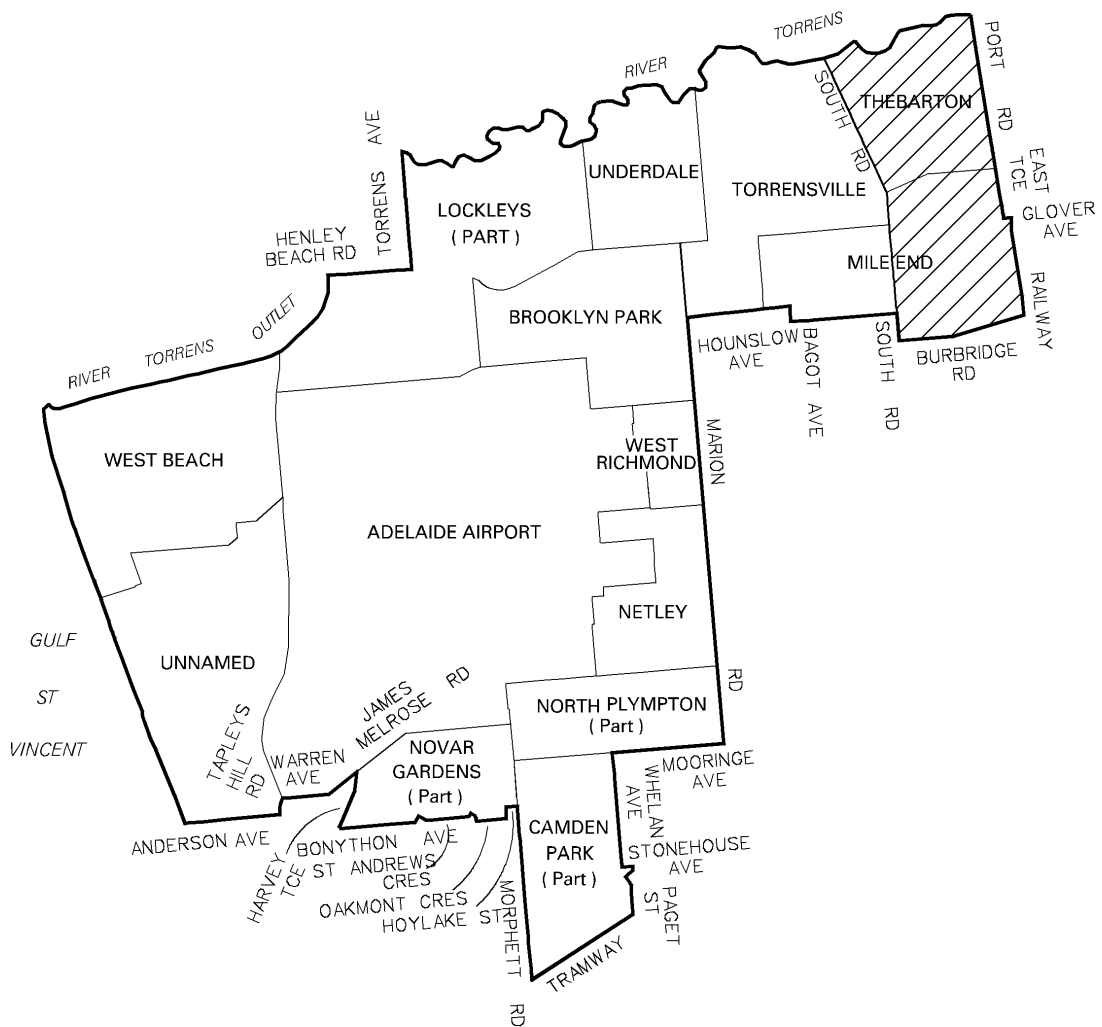 TORRENS
RIVER
PORT
RD
SOUTH
RD
THEBARTON
TORRENS AVE
EAST
TCE
UNDERDALE
TORRENSVILLE
LOCKLEYS
( PART )
GLOVER
AVE
HENLEY
BEACH RD
MILE END
RAILWAY
OUTLET
TORRENS
RIVER
BROOKLYN PARK
HOUNSLOW
AVE
BAGOT AVE
SOUTH
RD
BURBRIDGE
RD
MARION
RD
WEST BEACH
WEST
RICHMOND
ADELAIDE AIRPORT
NETLEY
GULF
ST
VINCENT
UNNAMED
JAMES
MELROSE RD
NORTH PLYMPTON
( Part )
TAPLEYS
HILL
RD
WARREN
AVE
NOVAR
GARDENS
( Part )
MOORINGE
AVE
WHELAN
AVE
ANDERSON AVE
BONYTHON AVE
CAMDEN
PARK
( Part )
STONEHOUSE
AVE
HARVEY
TCE
ST ANDREWS
CRES
OAKMONT CRES
HOYLAKE ST
MORPHETT
RD
PAGET
ST
TRAMWAY